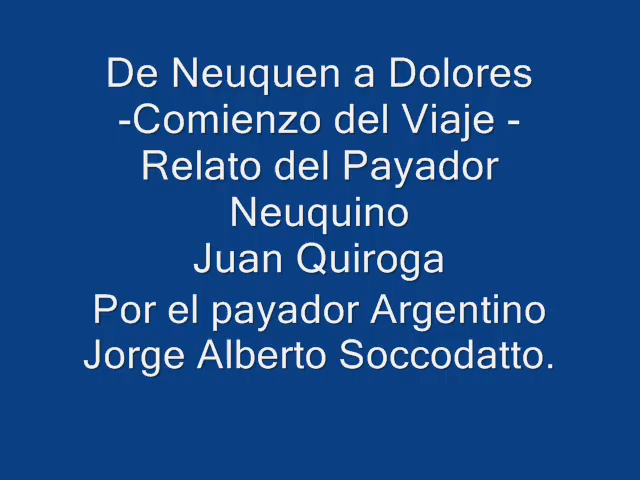 De Neuquen a Dolores
-Comienzo del Viaje -
Relato del Payador
Neuquino
Juan Quiroga
Por el payador Argentino
Jorge Alberto Soccodatto.